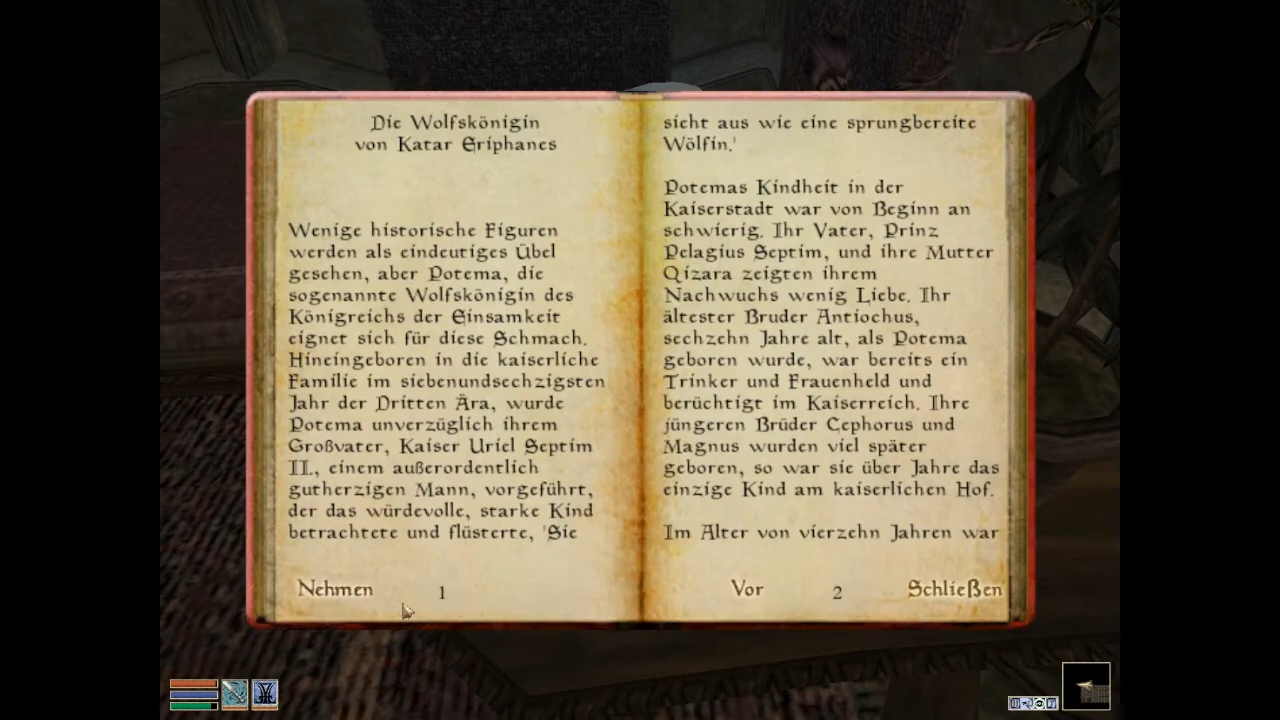 Die Wolfskönigin
von Katar Eriphanes
Wenige historische Figuren
werden als eindeutiges Übel
gesehen, aber Potema, die
sogenannte Wolfskönigin des
Königreichs der Einsamkeit
eignet sich für diese Schmach.
Hineingeboren in die kaiserliche
Familie im siebenundsechzigsten
Jahr der Dritten Ära, wurde
Potema unverzüglich ihrem
Großvater, Kaiser Uriel Septim
II., einem außerordentlich
gutherzigen Mann, vorgeführt,
der das würdevolle, starke Kind
betrachtete und flüsterte, 'Sie
sieht aus wie eine sprungbereite
Wölfin.'
Potemas Kindheit in der
Kaiserstadt war von Beginn an
schwierig. Ihr Vater, Prinz
Pelagius Septim, und ihre Mutter
Qizara zeigten ihrem
Nachwuchs wenig Liebe. Ihr
ältester Bruder Antiochus,
sechzehn Jahre alt, als Potema
geboren wurde, war bereits ein
Trinker und Frauenheld und
berüchtigt im Kaiserreich. Ihre
jüngeren Brüder Cephorus und
Magnus wurden viel später
geboren, so war sie über Jahre das
einzige Kind am kaiserlichen Hof.
Im Alter von vierzehn Jahren war
Nehmen 1 Vor 2 Schließen